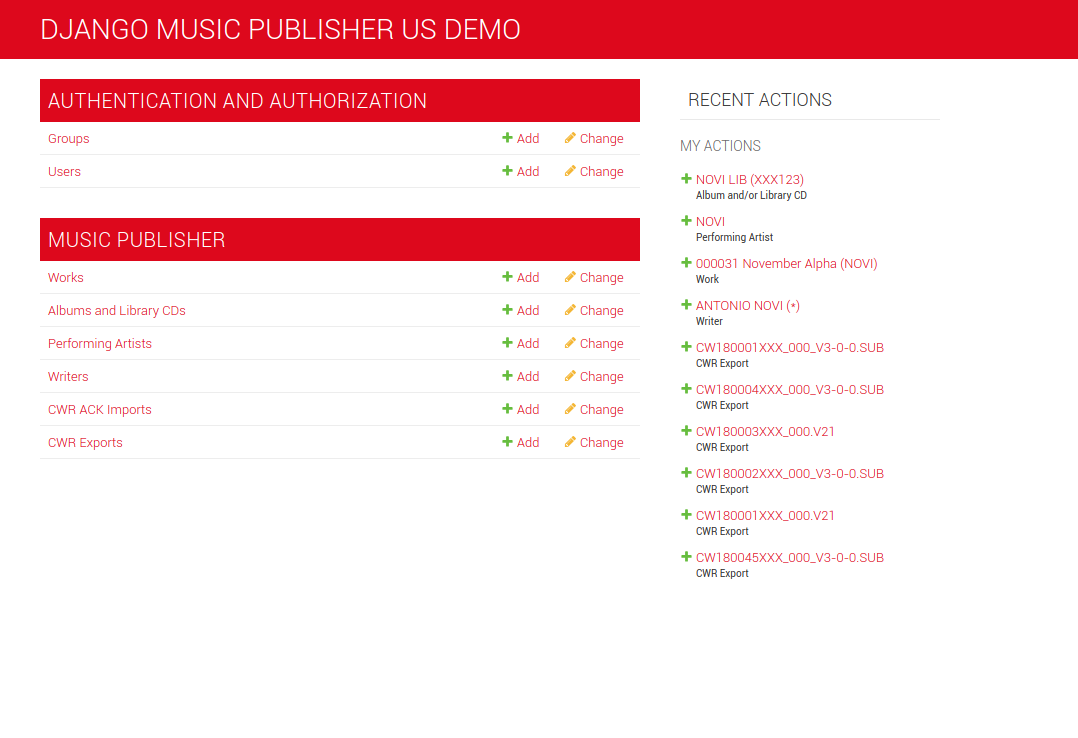 DJANGO MUSIC PUBLISHER US DEMO
AUTHENTICATION AND AUTHORIZATION
Groups Add Change
Users Add Change
MUSIC PUBLISHER
Works Add Change
Albums and Library CDs Add Change
Performing Artists Add Change
Writers Add Change
CWR ACK Imports Add Change
CWR Exports Add Change
RECENT ACTIONS
MY ACTIONS
NOVI LIB (XXX123)
Album and/or Library CD
NOVI
Performing Artist
000031 November Alpha (NOVI)
Work
ANTONIO NOVI (*)
Writer
CW180001XXX_000_V3-0-0.SUB
CWR Export
CW180004XXX_000_V3-0-0.SUB
CWR Export
CW180003XXX_000.V21
CWR Export
CW180002XXX_000_V3-0-0.SUB
CWR Export
CW180001XXX_000.V21
CWR Export
CW180045XXX_000_V3-0-0.SUB
CWR Export